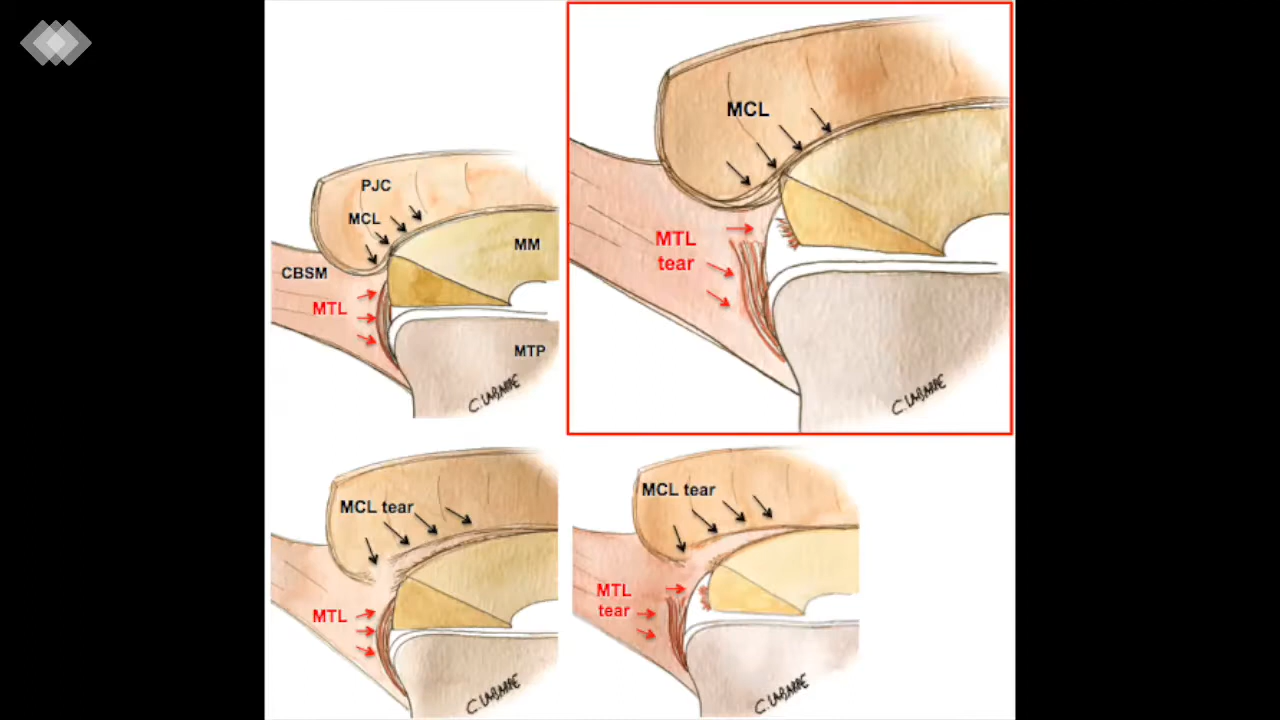 PJC
MCL
MM
CBSM
MTL
MTP
C. LABARRE
MCL
MTL
tear
C. LABARRE
MCL tear
MTL
C. LABARRE
MCL tear
MTL
tear
C. LABARRE